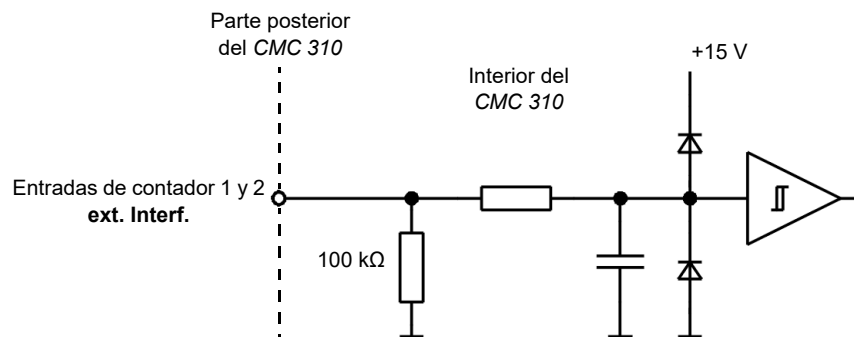 Parte posterior
del CMC 310
+15 V
Interior del
CMC 310
Entradas de contador 1 y 2
ext. Interf.
100 kΩ